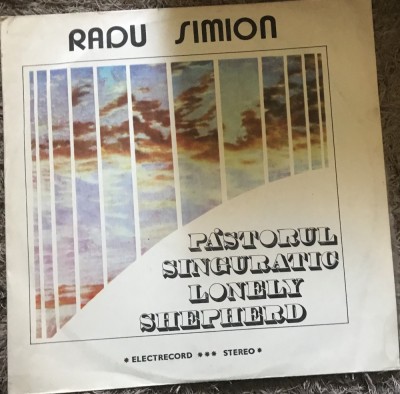 RADU SIMION
PĂSTORUL
SINGURATIC
LONELY
SHEPHERD
* ELECTRECORD *** STEREO *